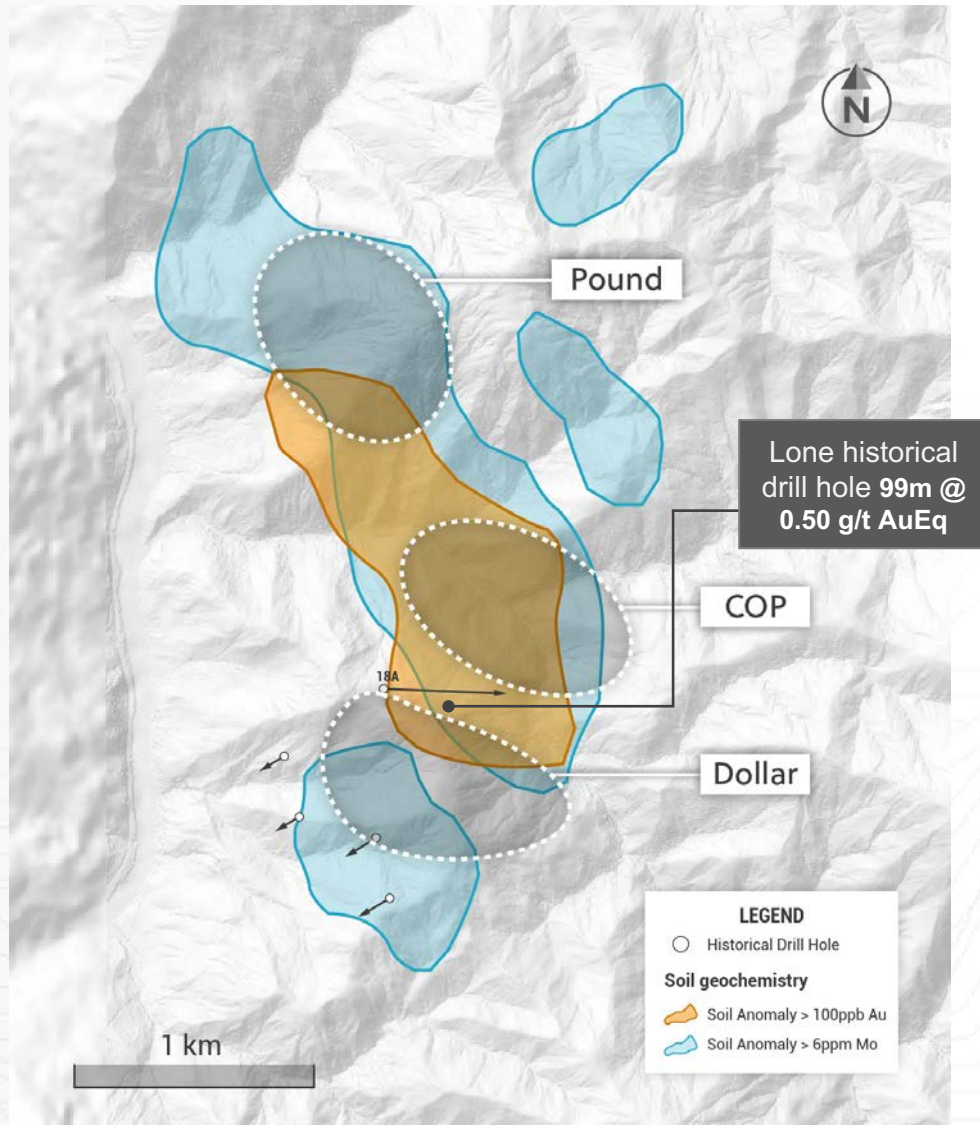 N
Pound
Lone historical
drill hole 99m @
0.50 g/t AuEq
COP
18A
Dollar
LEGEND
Historical Drill Hole
Soil geochemistry
Soil Anomaly > 100ppb Au
Soil Anomaly > 6ppm Mo
1 km